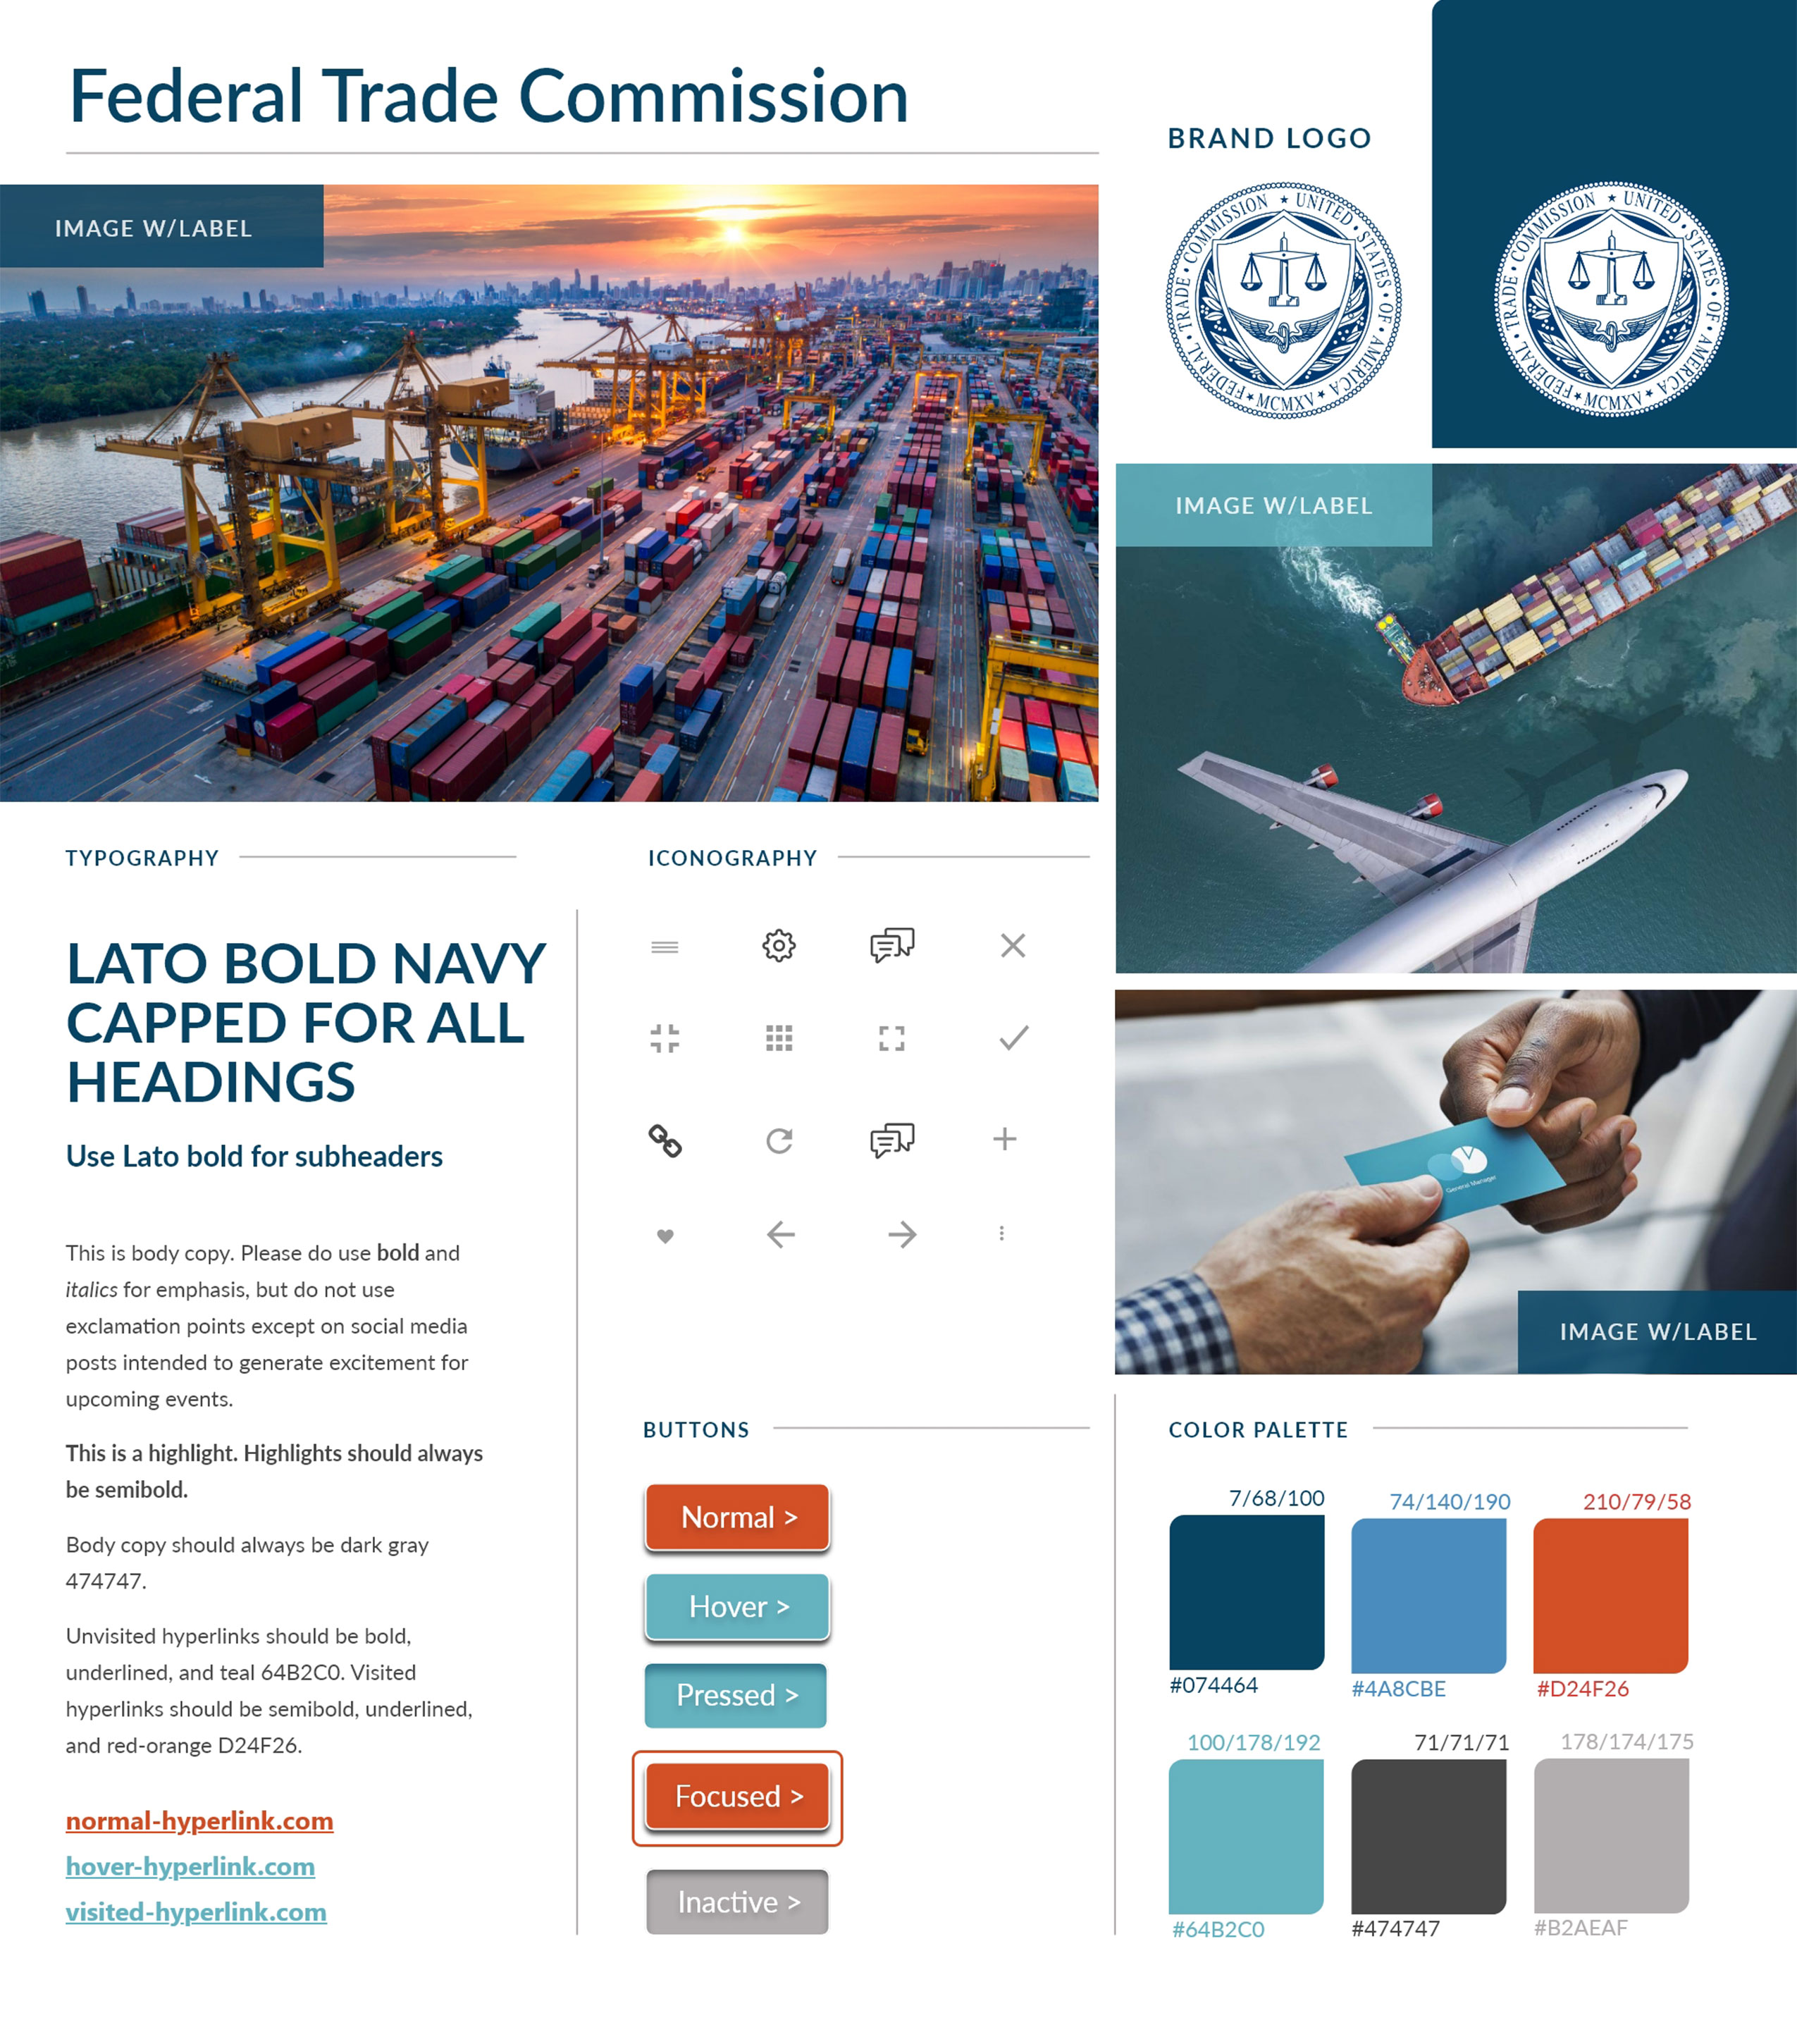 Federal Trade Commission
BRAND LOGO
FEDERAL • TRADE • COMMISSION ★ UNITED • STATES • OF • AMERICA
★ MCMXV ★
FEDERAL • TRADE • COMMISSION ★ UNITED • STATES • OF • AMERICA
★ MCMXV ★
IMAGE W/LABEL
IMAGE W/LABEL
General Manager
IMAGE W/LABEL
TYPOGRAPHY
LATO BOLD NAVY
CAPPED FOR ALL
HEADINGS
Use Lato bold for subheaders
This is body copy. Please do use bold and
italics for emphasis, but do not use
exclamation points except on social media
posts intended to generate excitement for
upcoming events.
This is a highlight. Highlights should always
be semibold.
Body copy should always be dark gray
474747.
Unvisited hyperlinks should be bold,
underlined, and teal 64B2C0. Visited
hyperlinks should be semibold, underlined,
and red-orange D24F26.
normal-hyperlink.com
hover-hyperlink.com
visited-hyperlink.com
ICONOGRAPHY
BUTTONS
Normal >
Hover >
Pressed >
Focused >
Inactive >
COLOR PALETTE
7/68/100
74/140/190
210/79/58
#074464
#4A8CBE
#D24F26
100/178/192
71/71/71
178/174/175
#64B2C0
#474747
#B2AEAF